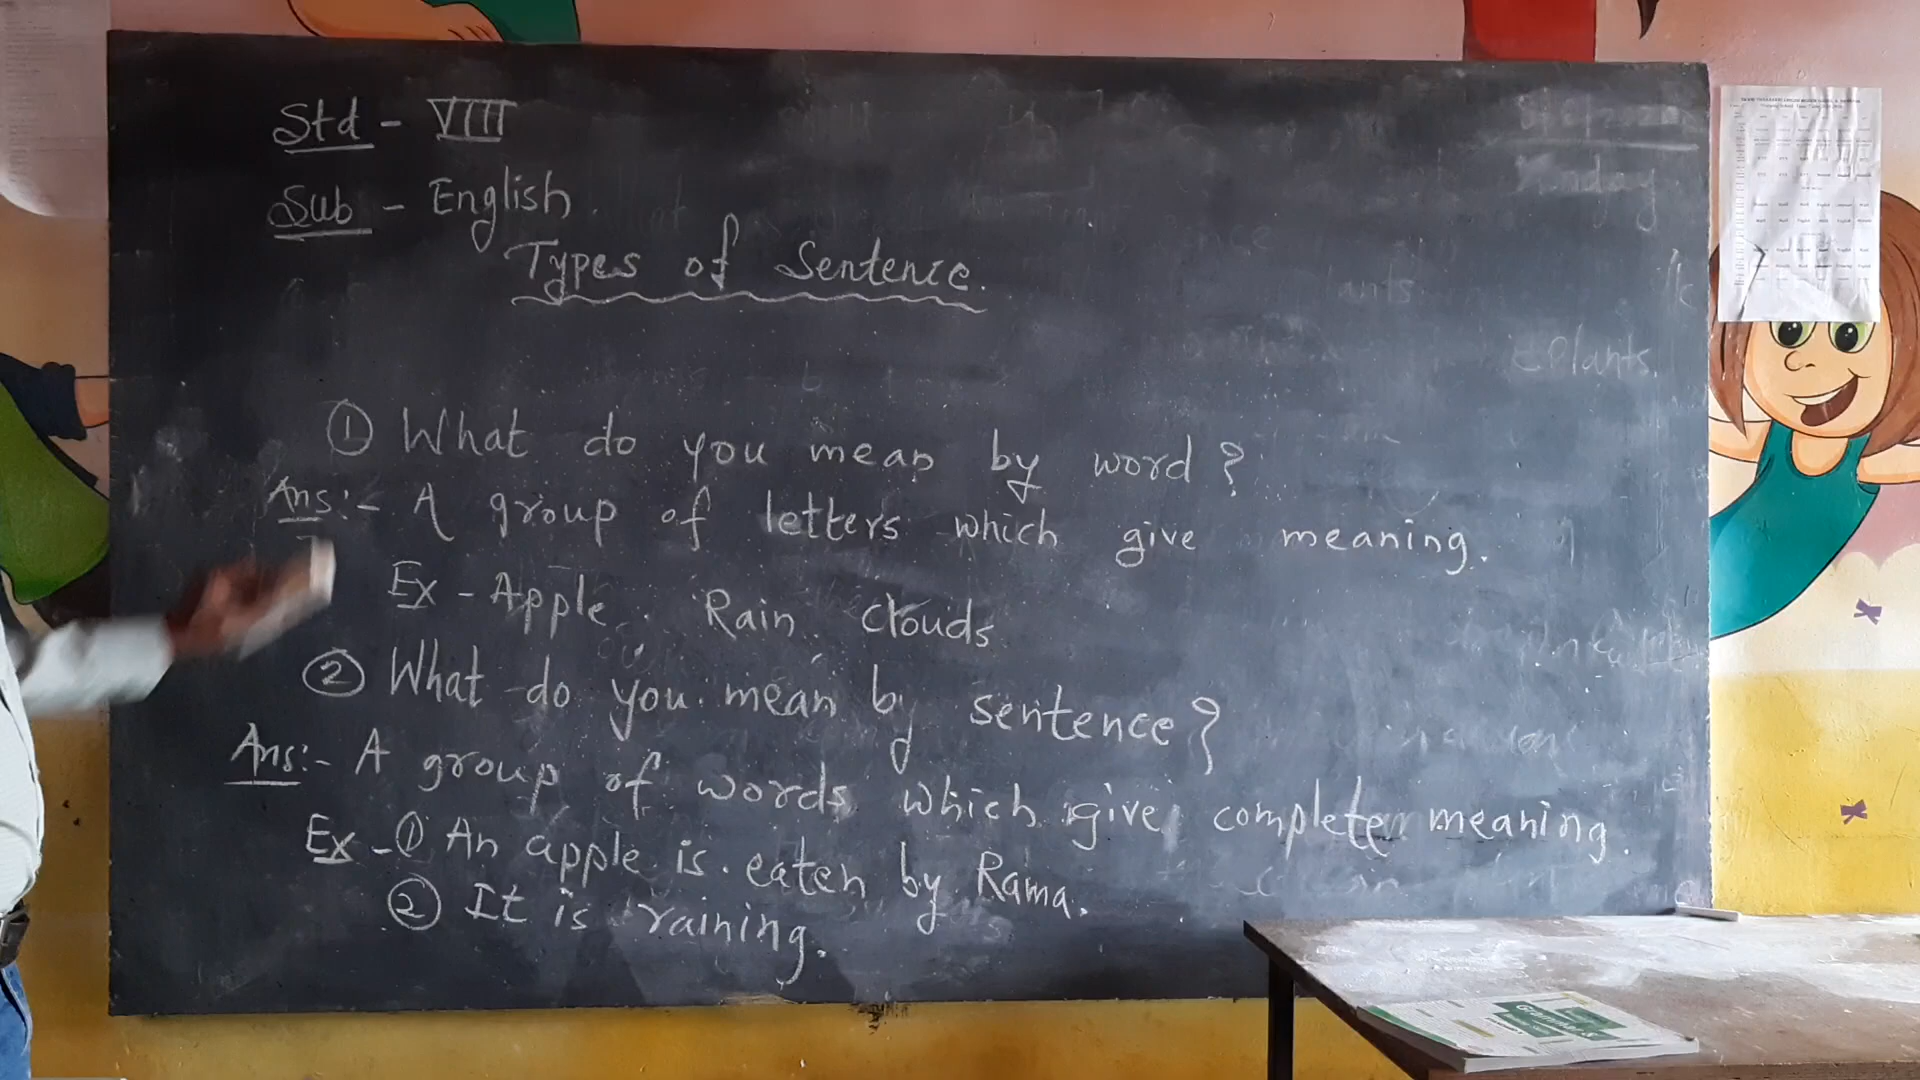 Std - VIII
Sub - English
Types of Sentence.
① What do you mean by word?
Ans:- A group of letters which give meaning.
Ex - Apple. Rain clouds
② What do you mean by sentence?
Ans:- A group of words which give complete meaning.
Ex - ① An apple is eaten by Rama.
② It is raining.
Plants
Grammar